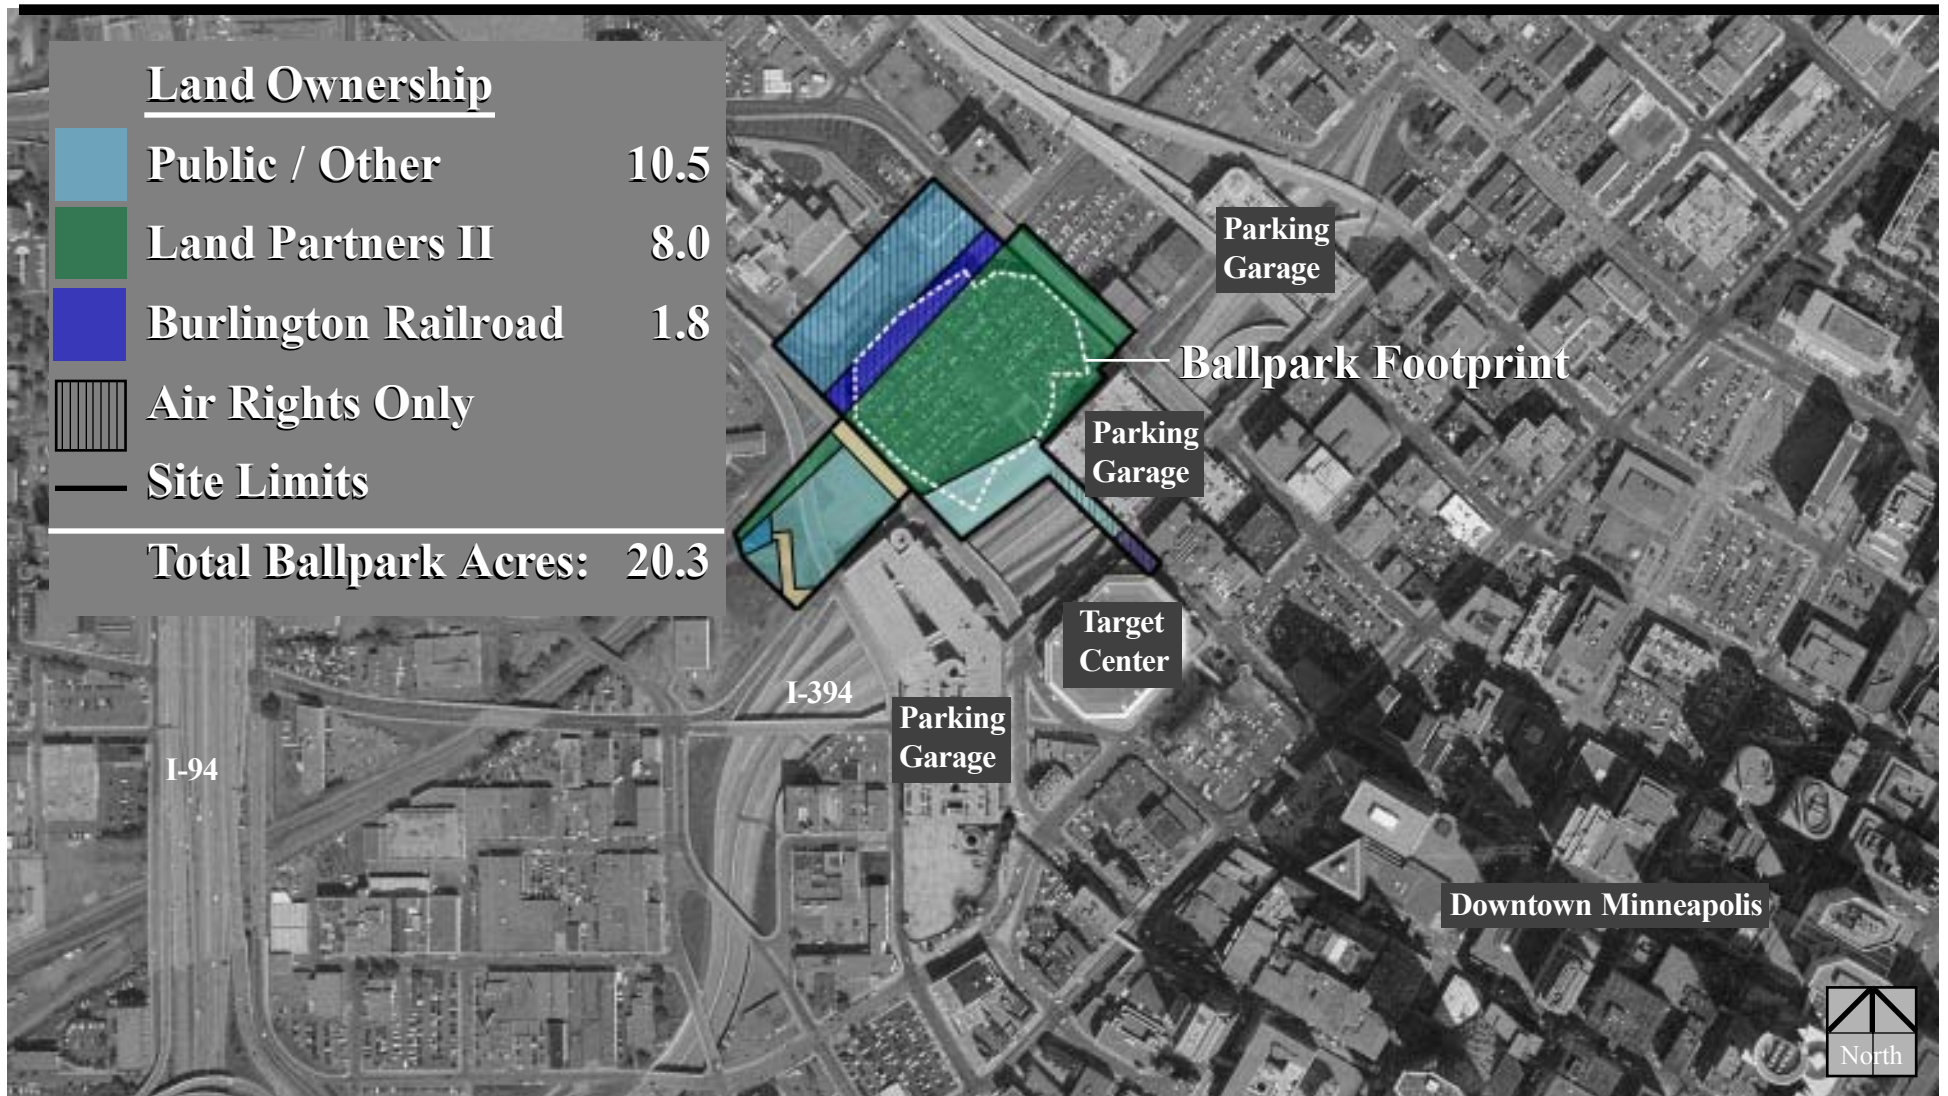 Land Ownership
Public / Other 10.5
Land Partners II 8.0
Burlington Railroad 1.8
Air Rights Only
Site Limits
Total Ballpark Acres: 20.3
Parking
Garage
Ballpark Footprint
Parking
Garage
Target
Center
I-394
Parking
Garage
I-94
Downtown Minneapolis
North